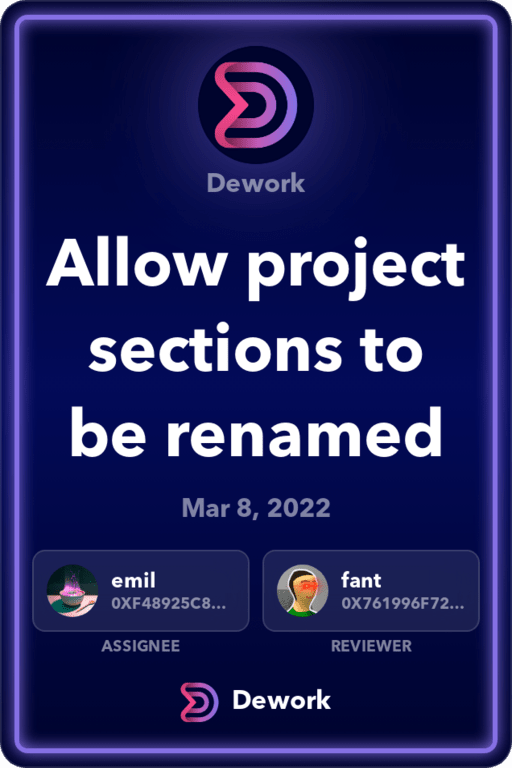 Dework
Allow project
sections to
be renamed
Mar 8, 2022
emil
0XF48925C8...
ASSIGNEE
fant
0X761996F72...
REVIEWER
Dework